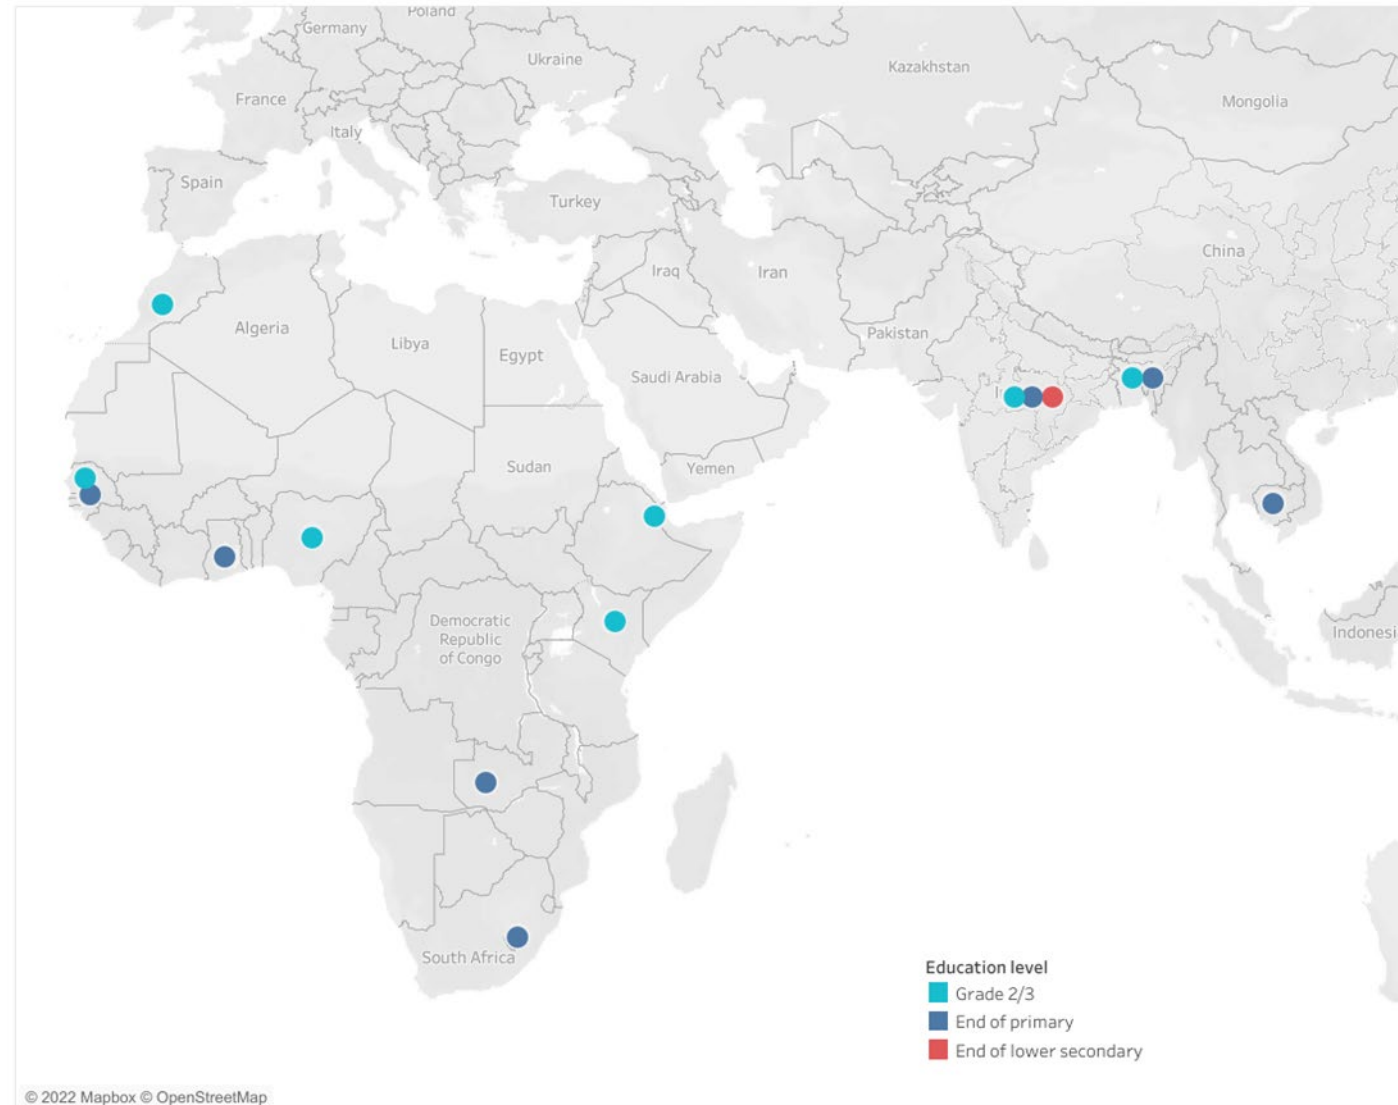 Poland
Germany
Ukraine
Kazakhstan
France
Mongolia
Italy
Spain
Turkey
China
Iraq
Iran
Algeria
Pakistan
Libya
Egypt
Saudi Arabia
Sudan
Yemen
Democratic
Republic
of Congo
Indonesi
South Africa
Education level
Grade 2/3
End of primary
End of lower secondary
© 2022 Mapbox © OpenStreetMap